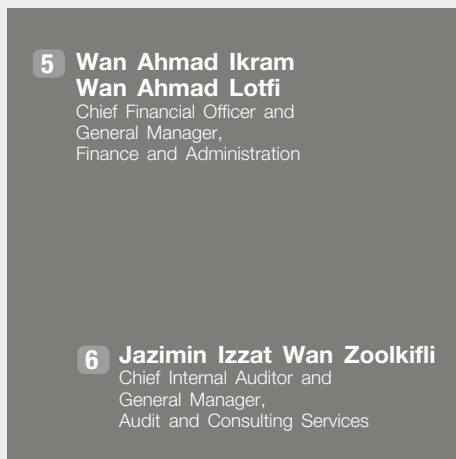 5 Wan Ahmad Ikram
Wan Ahmad Lotfi
Chief Financial Officer and
General Manager,
Finance and Administration
6 Jazimin Izzat Wan Zoolkifli
Chief Internal Auditor and
General Manager,
Audit and Consulting Services